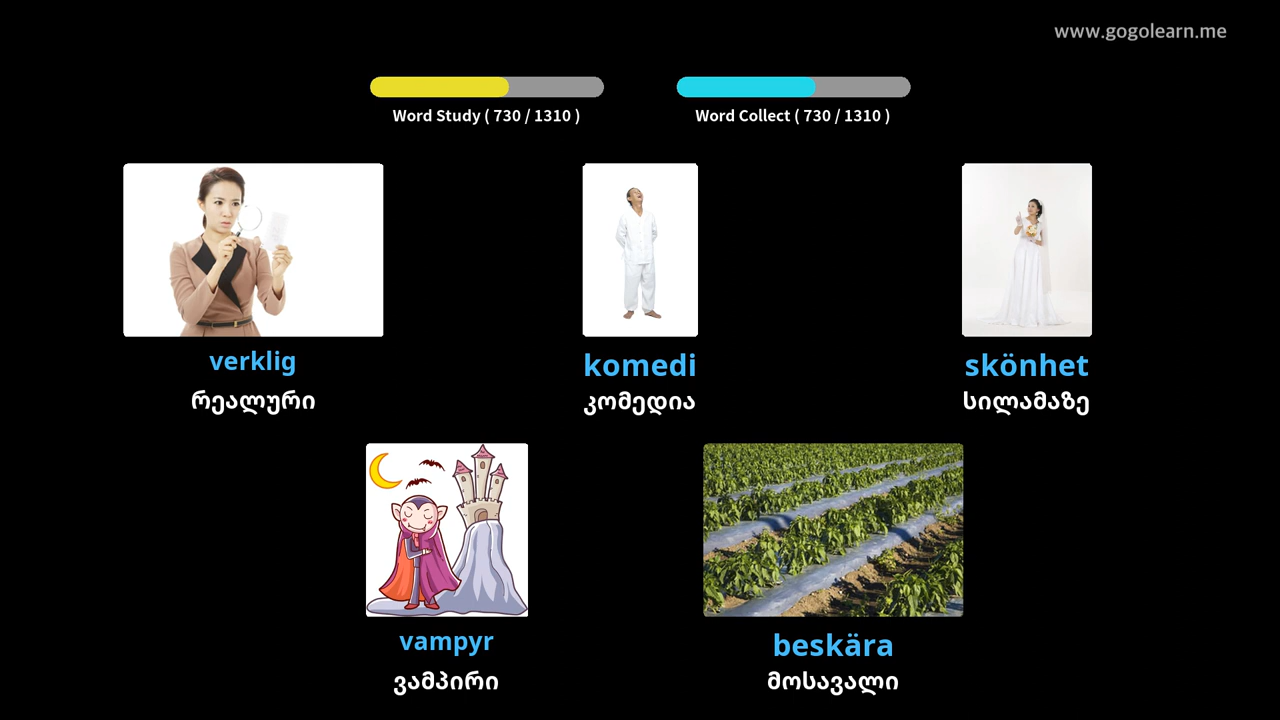 www.gogolearn.me
Word Study ( 730 / 1310 )
Word Collect ( 730 / 1310 )
verklig
რეალური
komedi
კომედია
skönhet
სილამაზე
vampyr
ვამპირი
beskära
მოსავალი